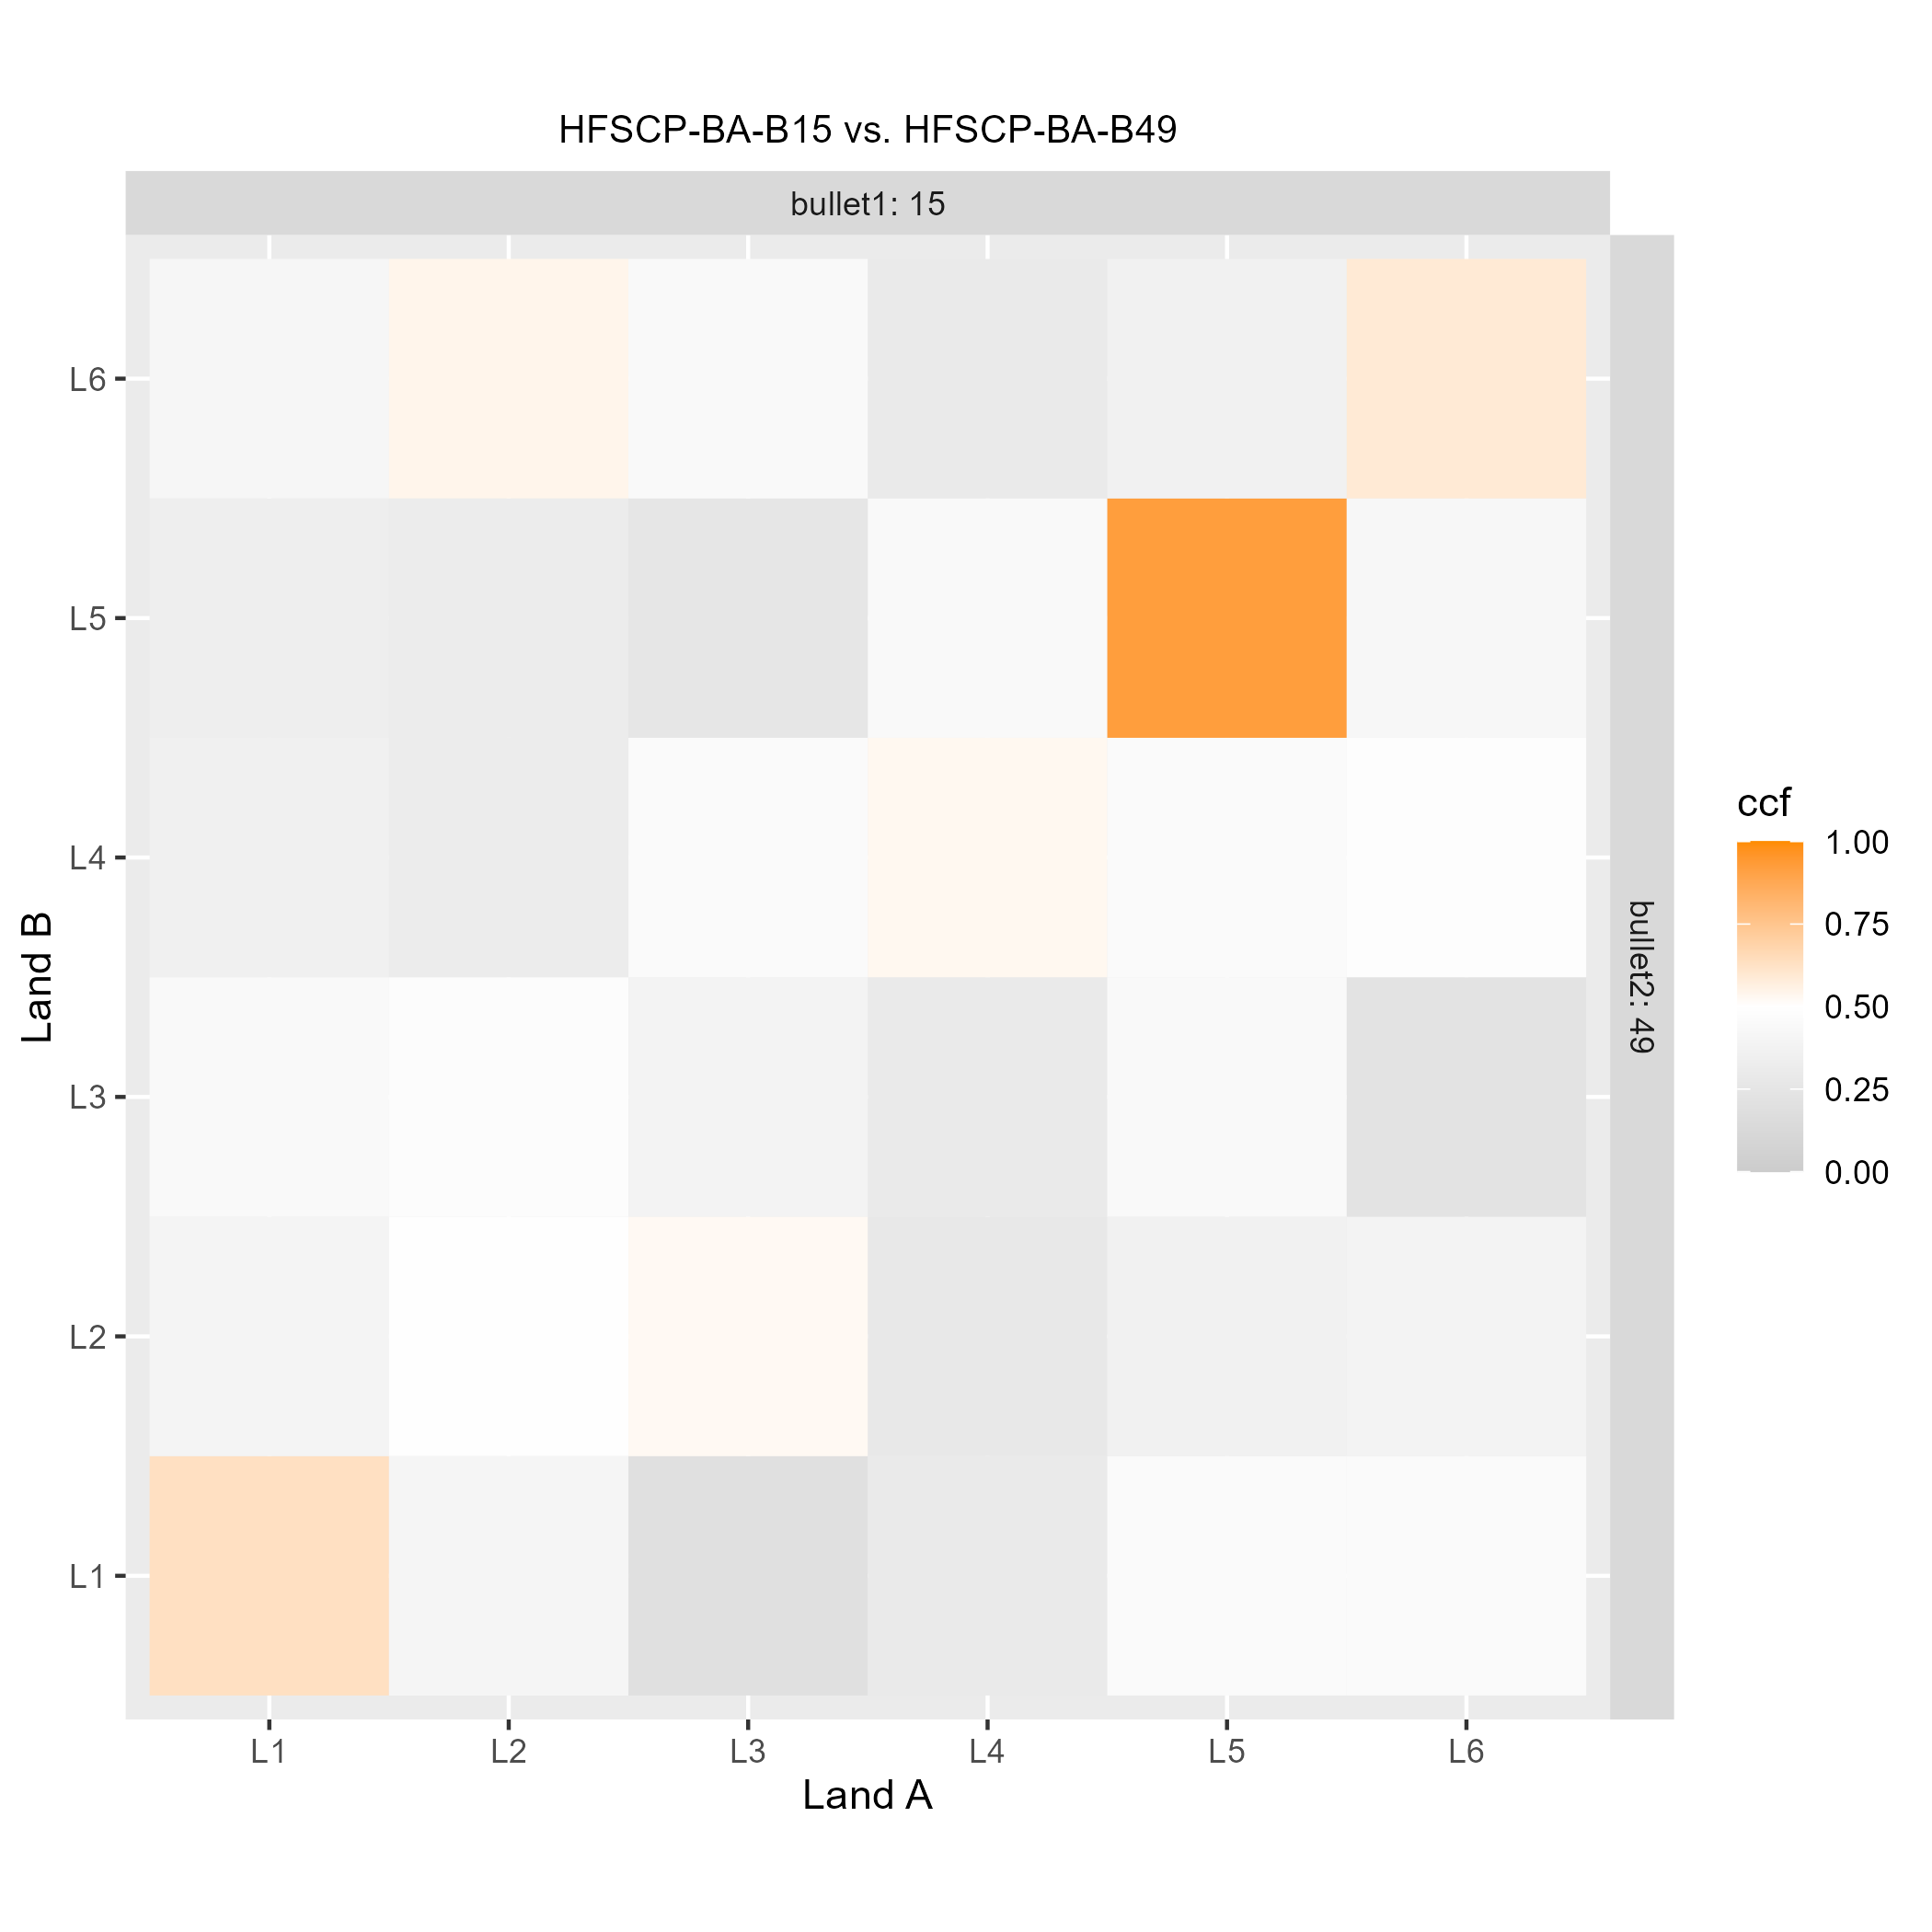 HFSCP-BA-B15 vs. HFSCP-BA-B49
bullet1: 15
L6
L5
L4
L3
L2
L1
Land B
bullet2: 49
ccf
1.00
0.75
0.50
0.25
0.00
L1
L2
L3
L4
L5
L6
Land A